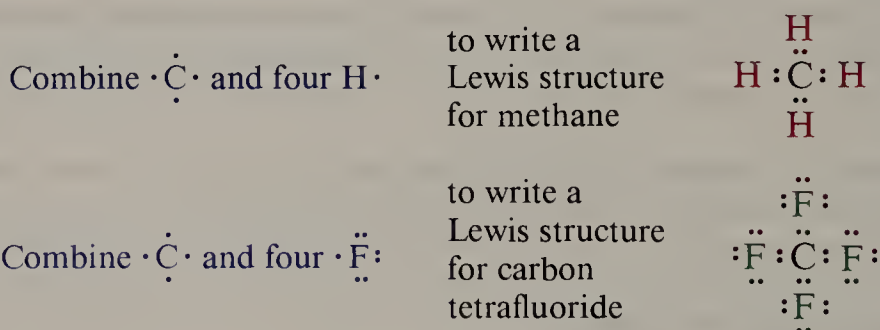 Combine ·C· and four H·
to write a
Lewis structure
for methane
H
H :C: H
H
Combine ·C· and four ·F:
to write a
Lewis structure
for carbon
tetrafluoride
:F:
:F :C: F:
:F: